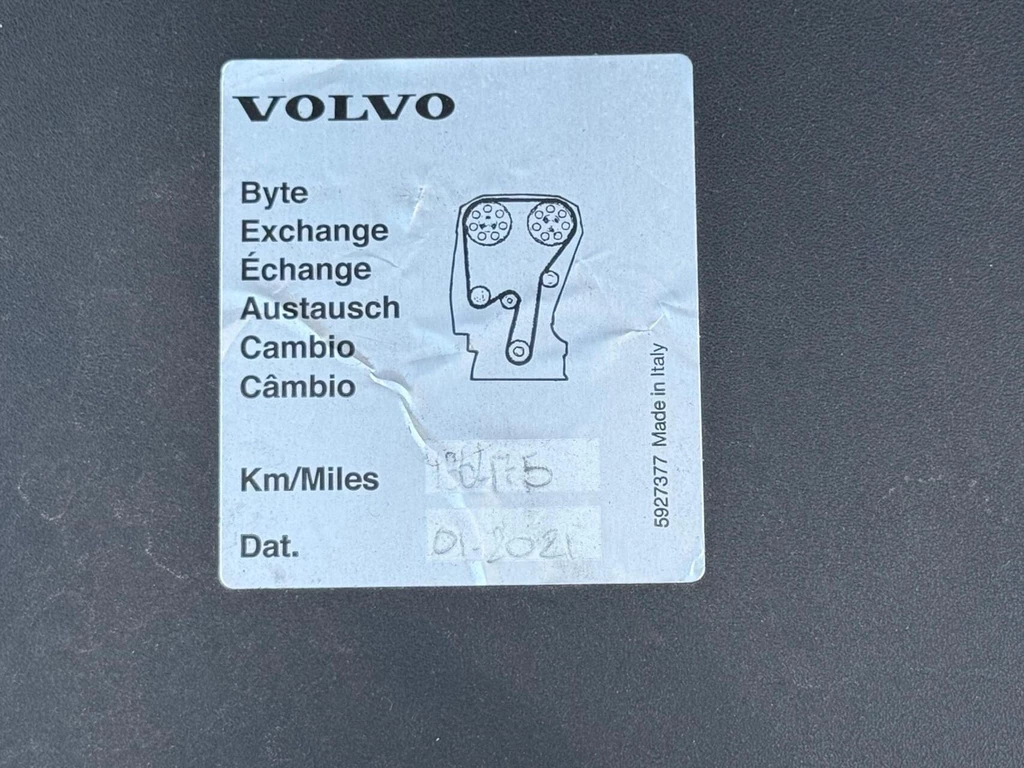 VOLVO
Byte
Exchange
Échange
Austausch
Cambio
Câmbio
Km/Miles
Dat. 01.2021
5927377 Made in Italy